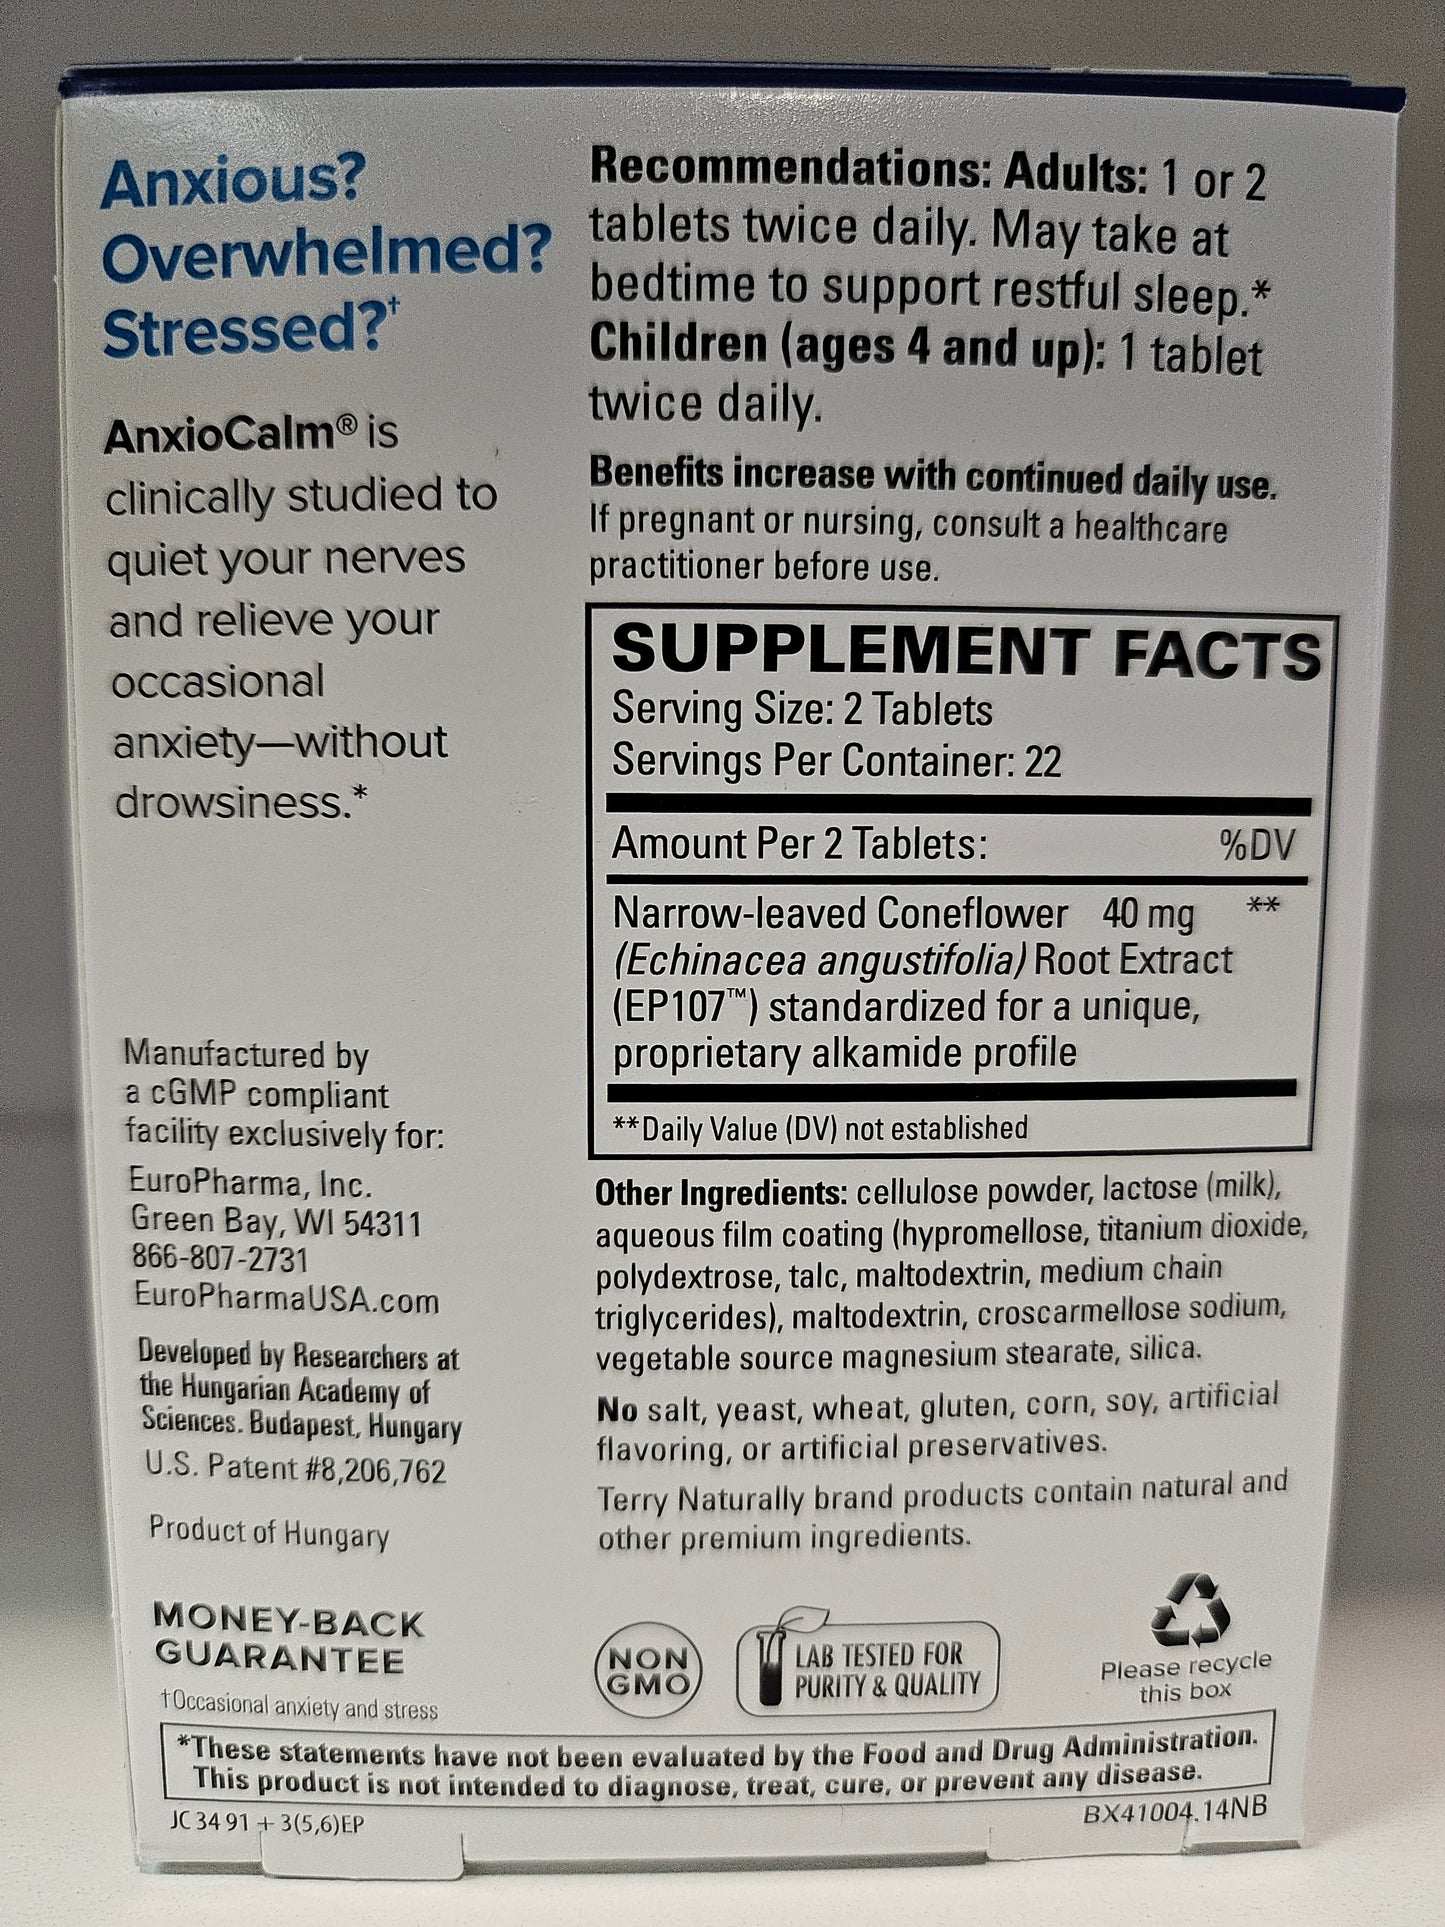 Anxious?
Overwhelmed?
Stressed?†
AnxioCalm® is
clinically studied to
quiet your nerves
and relieve your
occasional
anxiety—without
drowsiness.*
Manufactured by
a cGMP compliant
facility exclusively for:
EuroPharma, Inc.
Green Bay, WI 54311
866-807-2731
EuroPharmaUSA.com
Developed by Researchers at
the Hungarian Academy of
Sciences. Budapest, Hungary
U.S. Patent #8,206,762
Product of Hungary
MONEY-BACK
GUARANTEE
†Occasional anxiety and stress
Recommendations: Adults: 1 or 2
tablets twice daily. May take at
bedtime to support restful sleep.*
Children (ages 4 and up): 1 tablet
twice daily.
Benefits increase with continued daily use.
If pregnant or nursing, consult a healthcare
practitioner before use.
SUPPLEMENT FACTS
Serving Size: 2 Tablets
Servings Per Container: 22
Amount Per 2 Tablets: %DV
Narrow-leaved Coneflower 40 mg **
(Echinacea angustifolia) Root Extract
(EP107™) standardized for a unique,
proprietary alkamide profile
**Daily Value (DV) not established
Other Ingredients: cellulose powder, lactose (milk),
aqueous film coating (hypromellose, titanium dioxide,
polydextrose, talc, maltodextrin, medium chain
triglycerides), maltodextrin, croscarmellose sodium,
vegetable source magnesium stearate, silica.
No salt, yeast, wheat, gluten, corn, soy, artificial
flavoring, or artificial preservatives.
Terry Naturally brand products contain natural and
other premium ingredients.
NON
GMO
LAB TESTED FOR
PURITY & QUALITY
Please recycle
this box
*These statements have not been evaluated by the Food and Drug Administration.
This product is not intended to diagnose, treat, cure, or prevent any disease.
JC 34 91 + 3(5,6)EP
BX41004.14NB